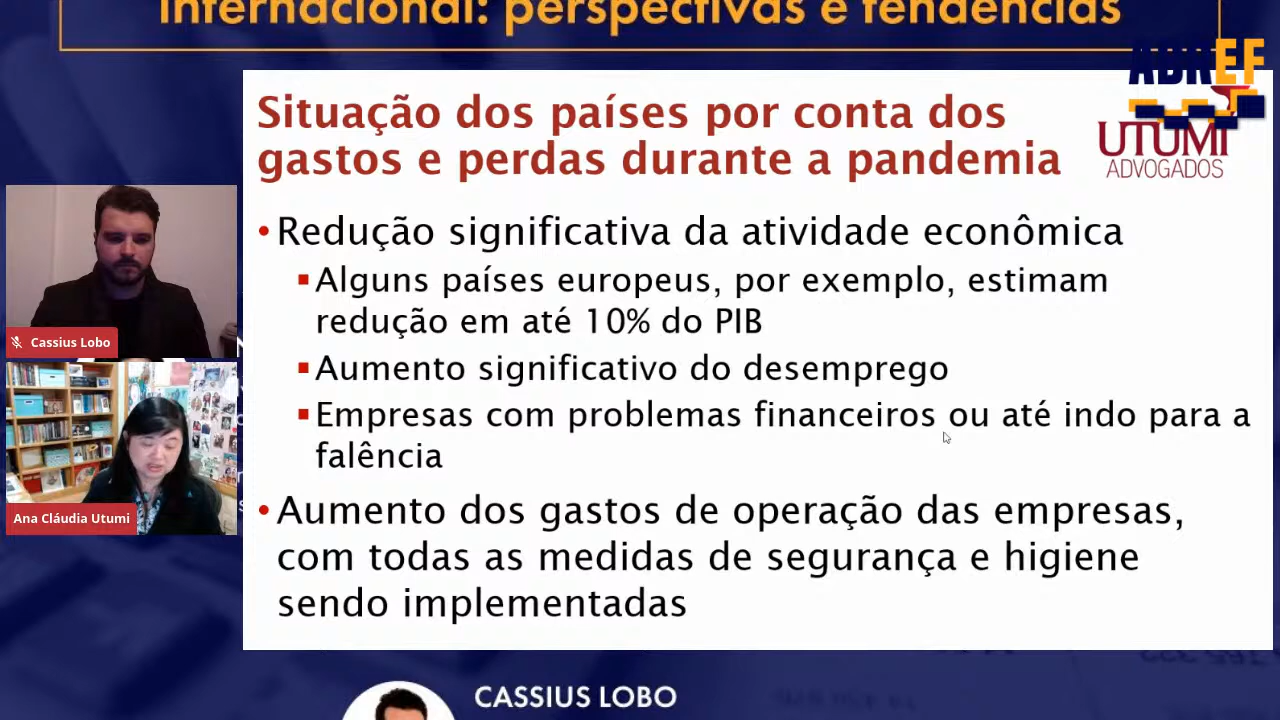 internacional: perspectivas e tendências
ABREF
UTUMI
ADVOGADOS
Situação dos países por conta dos
gastos e perdas durante a pandemia
• Redução significativa da atividade econômica
▪ Alguns países europeus, por exemplo, estimam
redução em até 10% do PIB
▪ Aumento significativo do desemprego
▪ Empresas com problemas financeiros ou até indo para a
falência
• Aumento dos gastos de operação das empresas,
com todas as medidas de segurança e higiene
sendo implementadas
Cassius Lobo
Ana Cláudia Utumi
CASSIUS LOBO